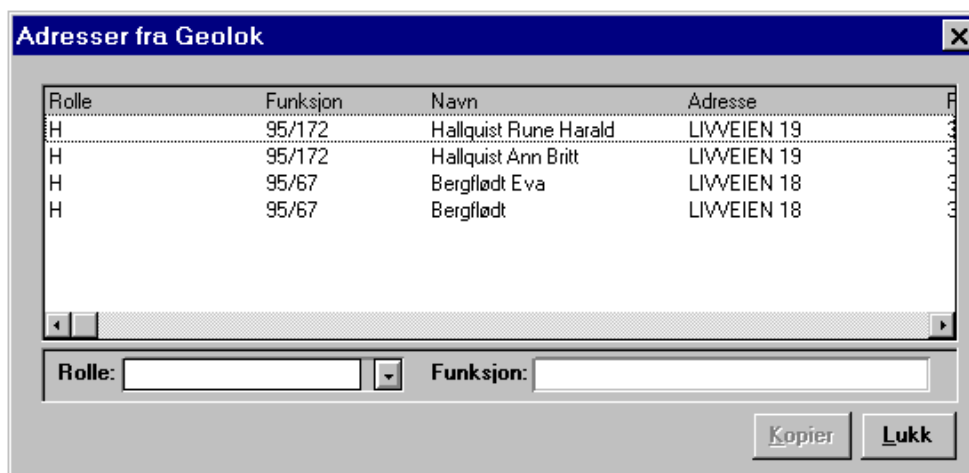 Adresser fra Geolok
Rolle Funksjon Navn Adresse
H 95/172 Hallquist Rune Harald LIVVEIEN 19
H 95/172 Hallquist Ann Britt LIVVEIEN 19
H 95/67 Bergflødt Eva LIVVEIEN 18
H 95/67 Bergflødt LIVVEIEN 18
Rolle: Funksjon:
Kopier Lukk